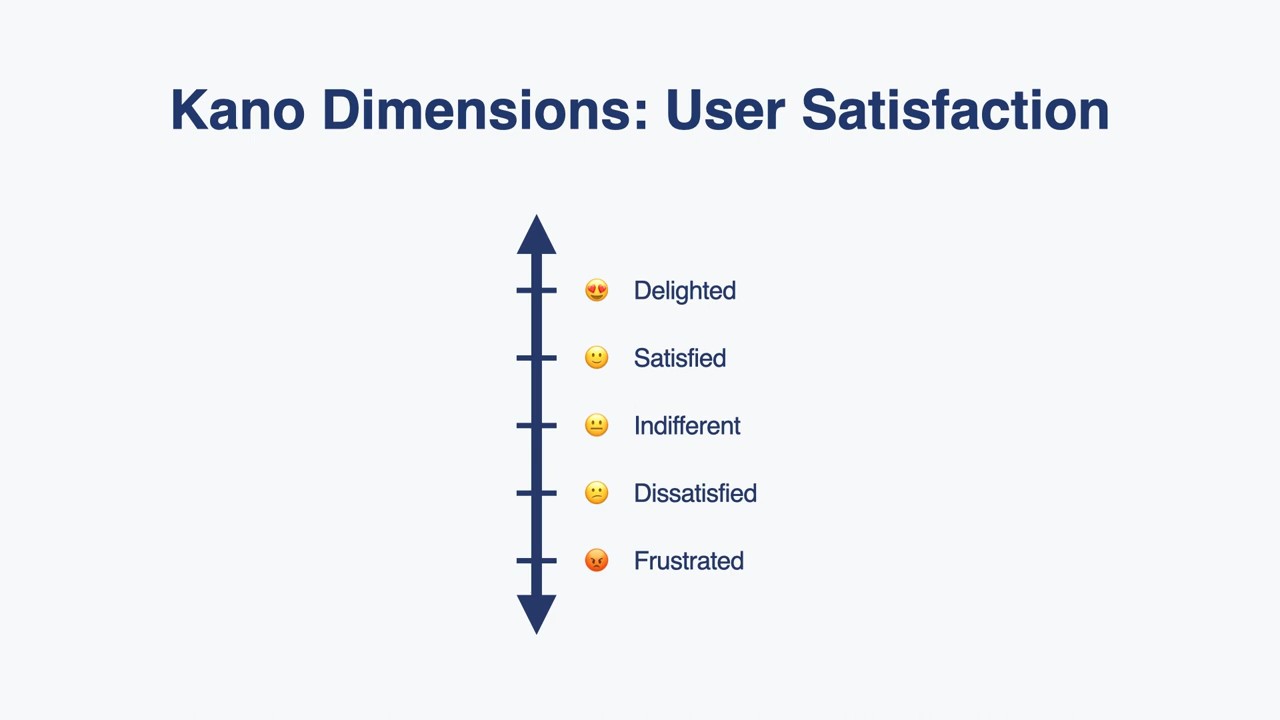 Kano Dimensions: User Satisfaction
Delighted
Satisfied
Indifferent
Dissatisfied
Frustrated